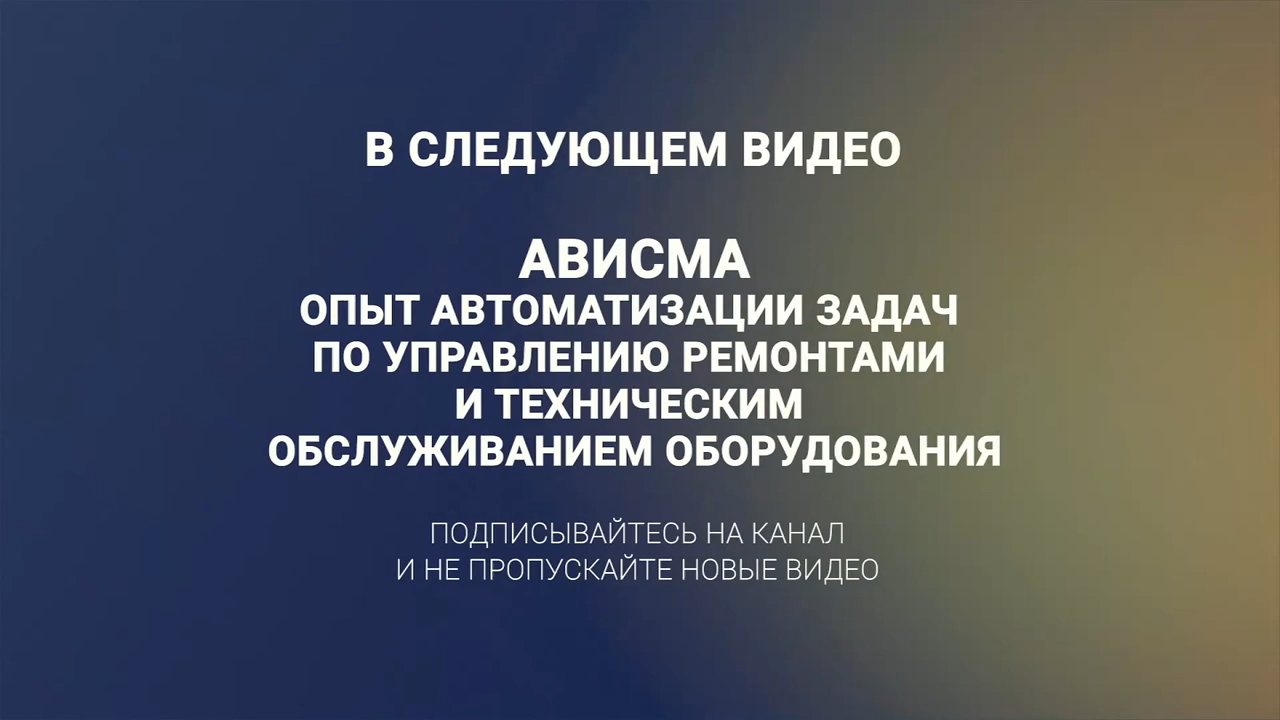 В СЛЕДУЮЩЕМ ВИДЕО
АВИСМА
ОПЫТ АВТОМАТИЗАЦИИ ЗАДАЧ
ПО УПРАВЛЕНИЮ РЕМОНТАМИ
И ТЕХНИЧЕСКИМ
ОБСЛУЖИВАНИЕМ ОБОРУДОВАНИЯ
ПОДПИСЫВАЙТЕСЬ НА КАНАЛ
И НЕ ПРОПУСКАЙТЕ НОВЫЕ ВИДЕО